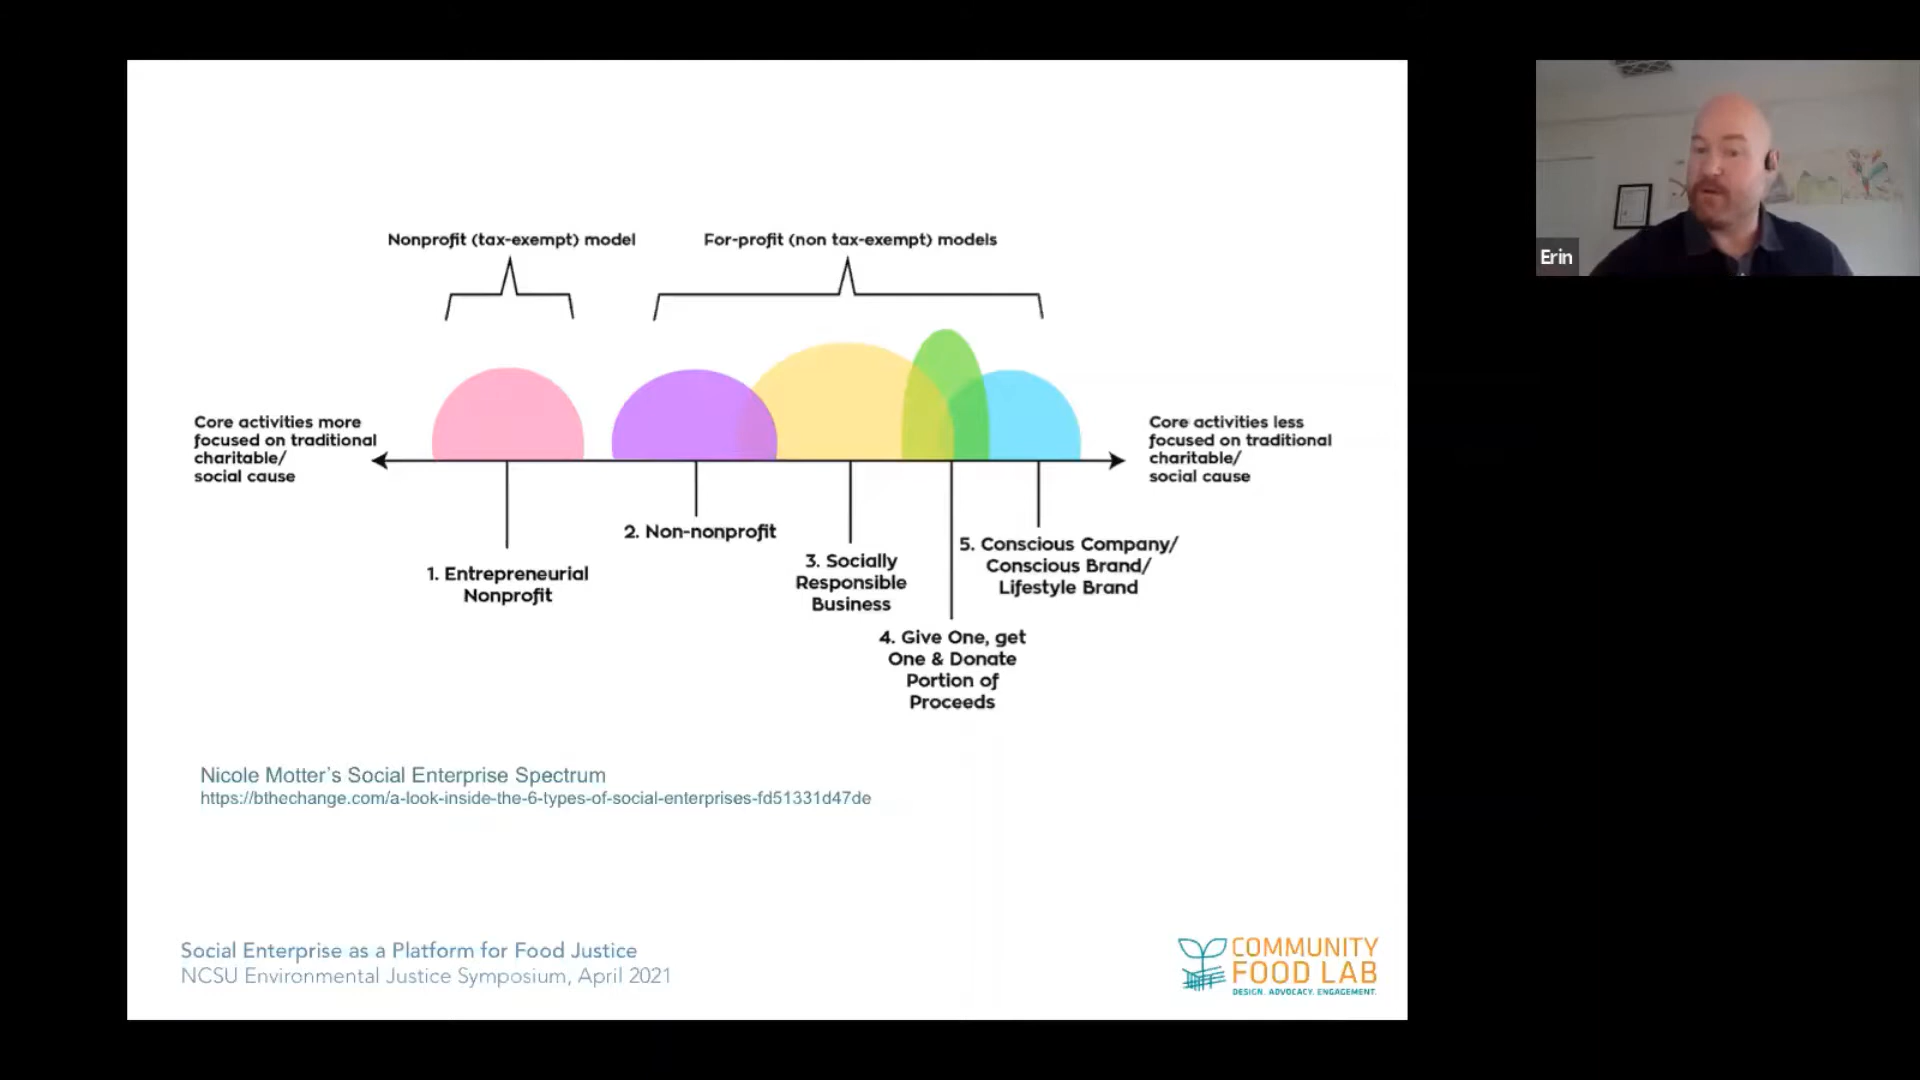 Nonprofit (tax-exempt) model
For-profit (non tax-exempt) models
Core activities more
focused on traditional
charitable/
social cause
Core activities less
focused on traditional
charitable/
social cause
1. Entrepreneurial
Nonprofit
2. Non-nonprofit
3. Socially
Responsible
Business
4. Give One, get
One & Donate
Portion of
Proceeds
5. Conscious Company/
Conscious Brand/
Lifestyle Brand
Nicole Motter’s Social Enterprise Spectrum
https://bthechange.com/a-look-inside-the-6-types-of-social-enterprises-fd51331d47de
Social Enterprise as a Platform for Food Justice
NCSU Environmental Justice Symposium, April 2021
COMMUNITY
FOOD LAB
DESIGN. ADVOCACY. ENGAGEMENT.
Erin